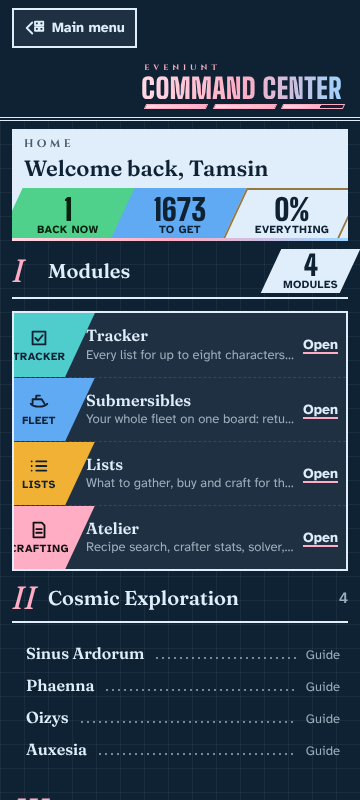 Main menu
EVENIUNT
COMMAND CENTER
HOME
Welcome back, Tamsin
1
BACK NOW
1673
TO GET
0%
EVERYTHING
I Modules
4
MODULES
TRACKER
Tracker
Every list for up to eight characters...
Open
FLEET
Submersibles
Your whole fleet on one board: retu...
Open
LISTS
Lists
What to gather, buy and craft for th...
Open
CRAFTING
Atelier
Recipe search, crafter stats, solver,...
Open
II Cosmic Exploration 4
Sinus Ardorum Guide
Phaenna Guide
Oizys Guide
Auxesia Guide